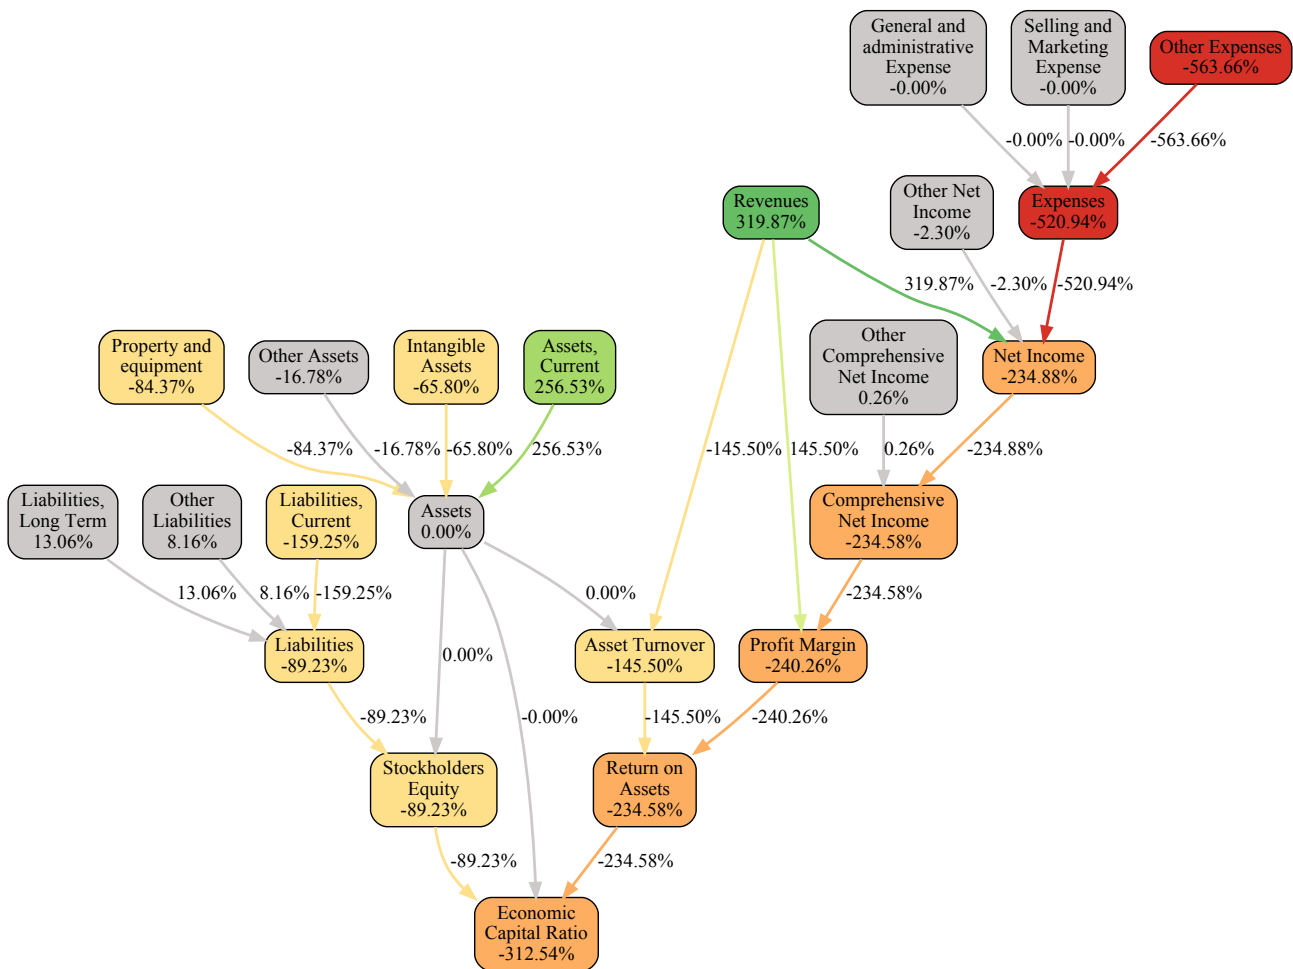 General and
administrative
Expense
-0.00%
Selling and
Marketing
Expense
-0.00%
Other Expenses
-563.66%
-0.00%
-0.00%
-563.66%
Revenues
319.87%
Other Net
Income
-2.30%
Expenses
-520.94%
319.87%
-2.30%
-520.94%
Property and
equipment
-84.37%
Other Assets
-16.78%
Intangible
Assets
-65.80%
Assets,
Current
256.53%
Other
Comprehensive
Net Income
0.26%
Net Income
-234.88%
-84.37%
-16.78%
-65.80%
256.53%
-145.50%
145.50%
0.26%
-234.88%
Liabilities,
Long Term
13.06%
Other
Liabilities
8.16%
Liabilities,
Current
-159.25%
Assets
0.00%
Comprehensive
Net Income
-234.58%
13.06%
8.16%
-159.25%
0.00%
-234.58%
Liabilities
-89.23%
0.00%
Asset Turnover
-145.50%
Profit Margin
-240.26%
-89.23%
-0.00%
-145.50%
-240.26%
Stockholders
Equity
-89.23%
Return on
Assets
-234.58%
-89.23%
-234.58%
Economic
Capital Ratio
-312.54%